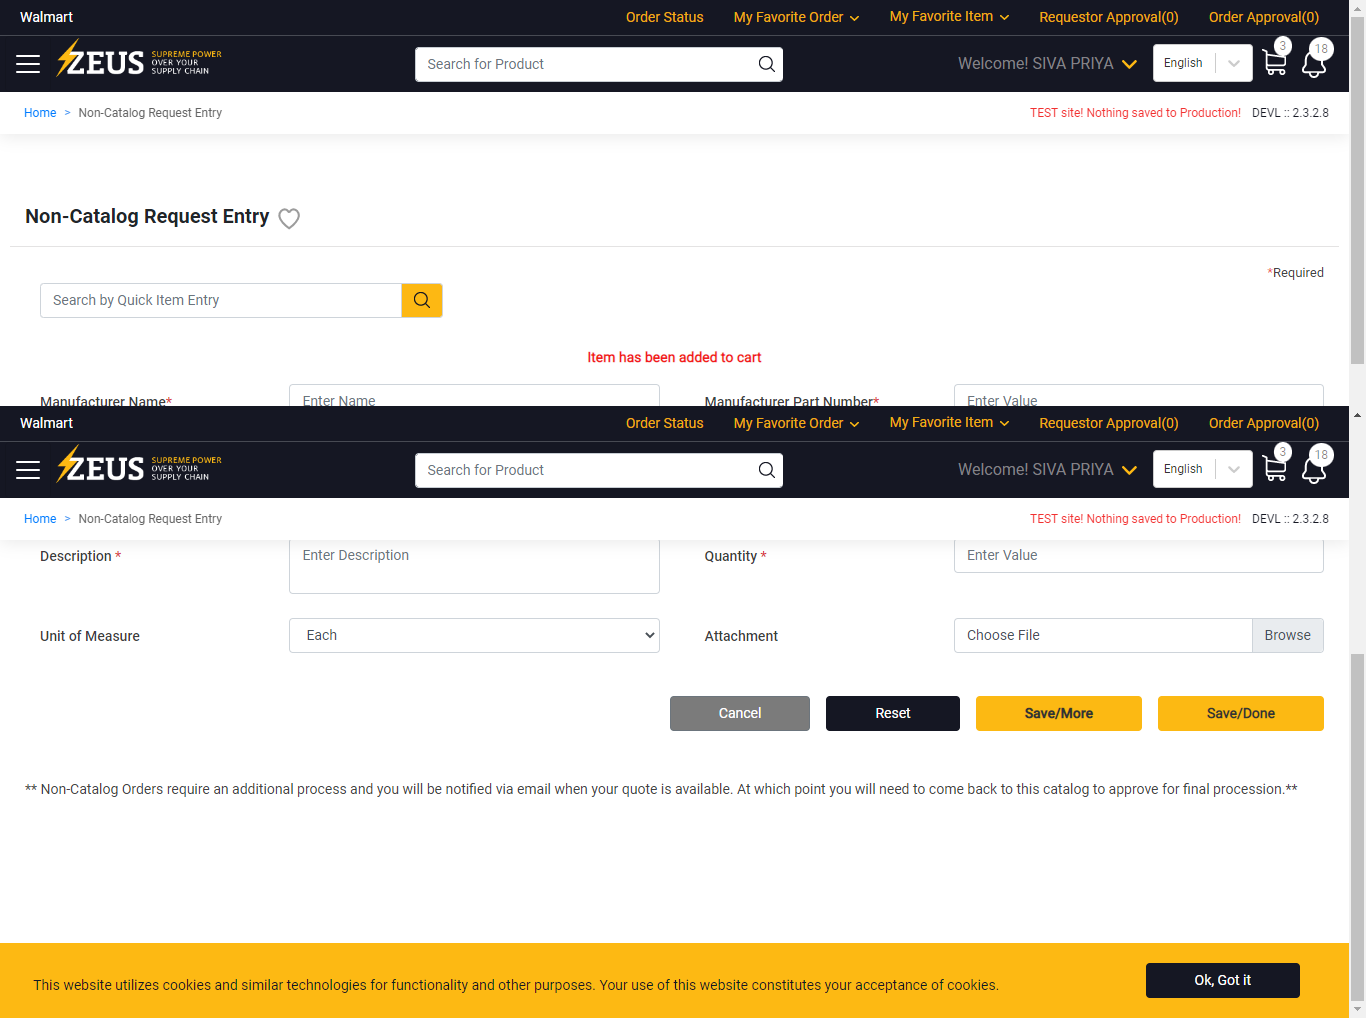 Walmart
Order Status My Favorite Order My Favorite Item Requestor Approval(0) Order Approval(0)
ZEUS SUPREME POWER
OVER YOUR
SUPPLY CHAIN
Search for Product
Welcome! SIVA PRIYA English 3 18
Home > Non-Catalog Request Entry
TEST site! Nothing saved to Production! DEVL :: 2.3.2.8
Non-Catalog Request Entry
*Required
Search by Quick Item Entry
Item has been added to cart
Manufacturer Name* Enter Name Manufacturer Part Number* Enter Value
Walmart
Order Status My Favorite Order My Favorite Item Requestor Approval(0) Order Approval(0)
ZEUS SUPREME POWER
OVER YOUR
SUPPLY CHAIN
Search for Product
Welcome! SIVA PRIYA English 3 18
Home > Non-Catalog Request Entry
TEST site! Nothing saved to Production! DEVL :: 2.3.2.8
Description * Enter Description Quantity * Enter Value
Unit of Measure Each Attachment Choose File Browse
Cancel Reset Save/More Save/Done
** Non-Catalog Orders require an additional process and you will be notified via email when your quote is available. At which point you will need to come back to this catalog to approve for final procession.**
This website utilizes cookies and similar technologies for functionality and other purposes. Your use of this website constitutes your acceptance of cookies.
Ok, Got it